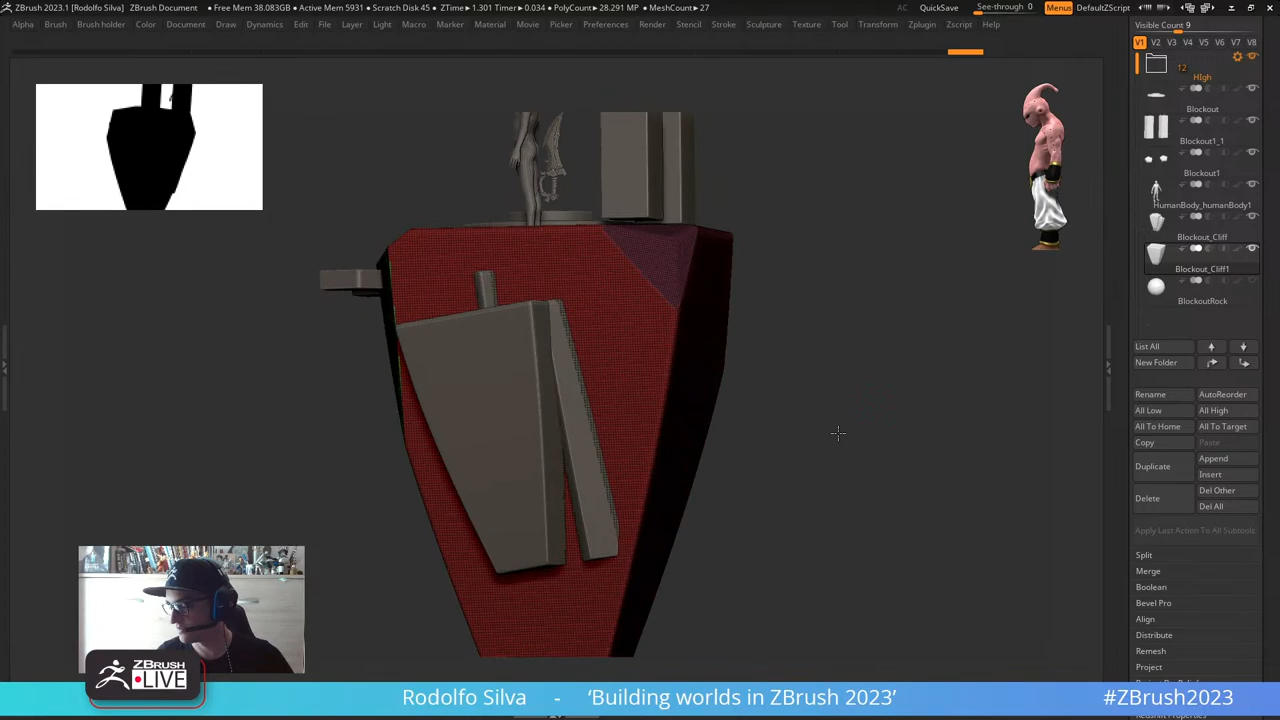 ZBrush 2023.1 [Rodolfo Silva] ZBrush Document ● Free Mem 38.083GB ● Active Mem 5931 ● Scratch Disk 45 ● ZTime ▸ 1.301 Timer ▸ 0.034 ● PolyCount ▸ 28.291 MP ● MeshCount ▸ 27 AC QuickSave See-through 0 Menus DefaultZScript
Alpha Brush Brush holder Color Document Draw Dynamics Edit File Layer Light Macro Marker Material Movie Picker Preferences Render Stencil Stroke Sculpture Texture Tool Transform Zplugin Zscript Help
Visible Count 9
V1 V2 V3 V4 V5 V6 V7 V8
12
HIgh
Blockout
Blockout1_1
Blockout1
HumanBody_humanBody1
Blockout_Cliff
Blockout_Cliff1
BlockoutRock
List All
New Folder
Rename AutoReorder
All Low All High
All To Home All To Target
Copy Paste
Duplicate Append
Insert
Delete Del Other
Del All
Apply Last Action To All Subtools
Split
Merge
Boolean
Bevel Pro
Align
Distribute
Remesh
Project
ZBRUSH
LIVE
Rodolfo Silva - ‘Building worlds in ZBrush 2023’ #ZBrush2023